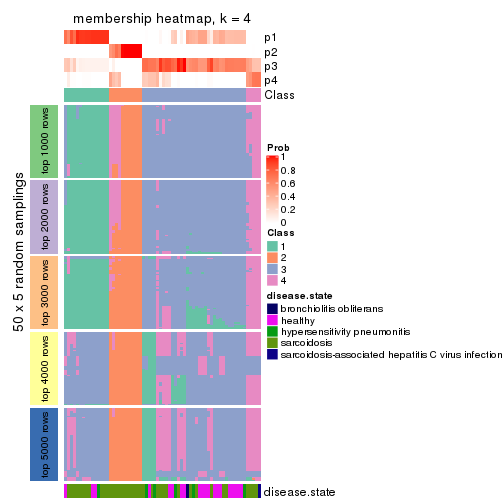 membership heatmap, k = 4
p1
p2
p3
p4
Class
50 x 5 random samplings
top 1000 rows
top 2000 rows
top 3000 rows
top 4000 rows
top 5000 rows
Prob
1
0.8
0.6
0.4
0.2
0
Class
1
2
3
4
disease.state
bronchiolitis obliterans
healthy
hypersensitivity pneumonitis
sarcoidosis
sarcoidosis-associated hepatitis C virus infection
disease.state